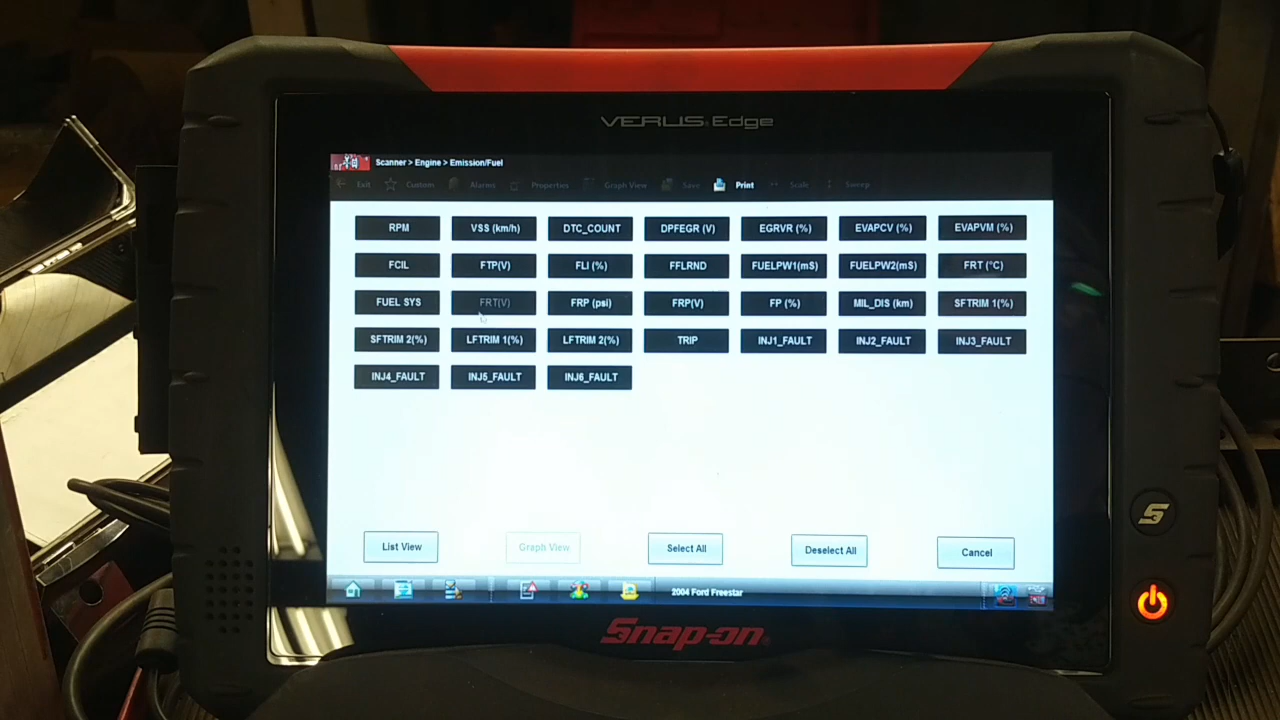 VERUS Edge
Scanner > Engine > Emission/Fuel
Exit Custom Alarms Properties Graph View Save Print Scale Sweep
RPM VSS (km/h) DTC_COUNT DPFEGR (V) EGRVR (%) EVAPCV (%) EVAPVM (%)
FCIL FTP(V) FLI (%) FFLRND FUELPW1(mS) FUELPW2(mS) FRT (°C)
FUEL SYS FRT(V) FRP (psi) FRP(V) FP (%) MIL_DIS (km) SFTRIM 1(%)
SFTRIM 2(%) LFTRIM 1(%) LFTRIM 2(%) TRIP INJ1_FAULT INJ2_FAULT INJ3_FAULT
INJ4_FAULT INJ5_FAULT INJ6_FAULT
List View Graph View Select All Deselect All Cancel
2004 Ford Freestar
S
Snap-on